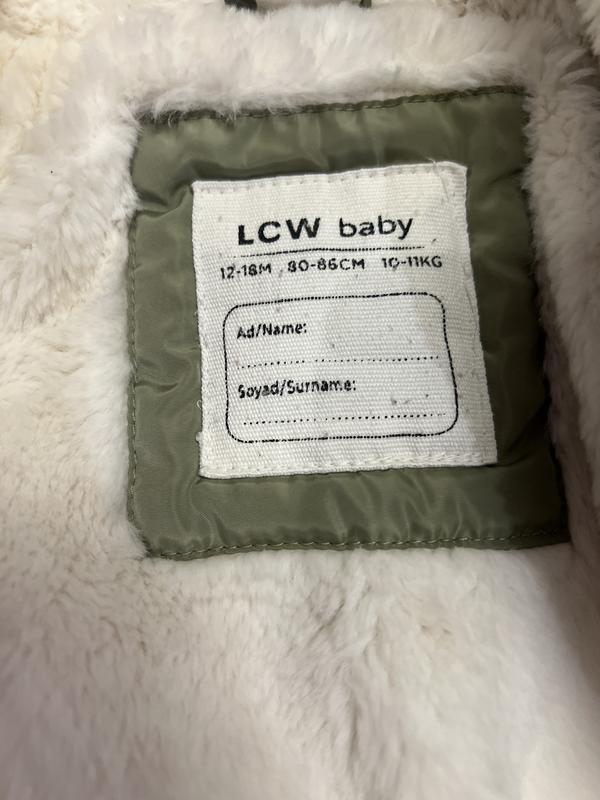 LCW baby
12-18M 80-86CM 10-11KG
Ad/Name:
Soyad/Surname: